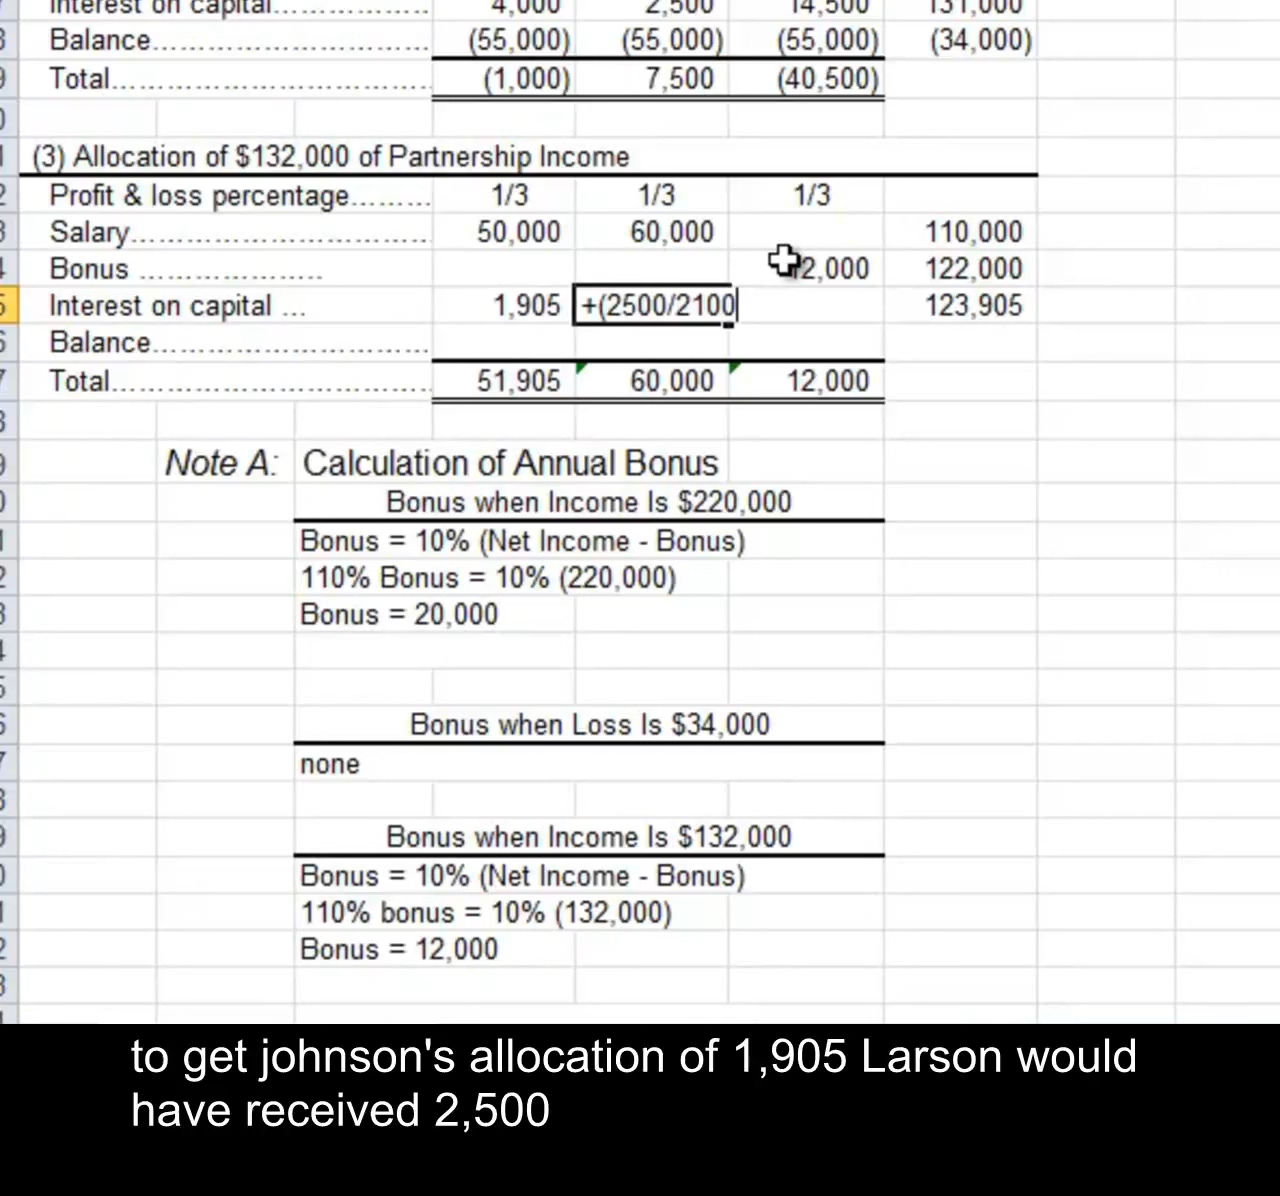 Interest on capital.................... 4,000 2,500 14,500 131,000
Balance.................................. (55,000) (55,000) (55,000) (34,000)
Total...................................... (1,000) 7,500 (40,500)
(3) Allocation of $132,000 of Partnership Income
Profit & loss percentage......... 1/3 1/3 1/3
Salary.................................... 50,000 60,000 110,000
Bonus ...................... 2,000 122,000
Interest on capital ... 1,905 +(2500/2100 123,905
Balance..................................
Total...................................... 51,905 60,000 12,000
Note A: Calculation of Annual Bonus
Bonus when Income Is $220,000
Bonus = 10% (Net Income - Bonus)
110% Bonus = 10% (220,000)
Bonus = 20,000
Bonus when Loss Is $34,000
none
Bonus when Income Is $132,000
Bonus = 10% (Net Income - Bonus)
110% bonus = 10% (132,000)
Bonus = 12,000
to get johnson's allocation of 1,905 Larson would
have received 2,500